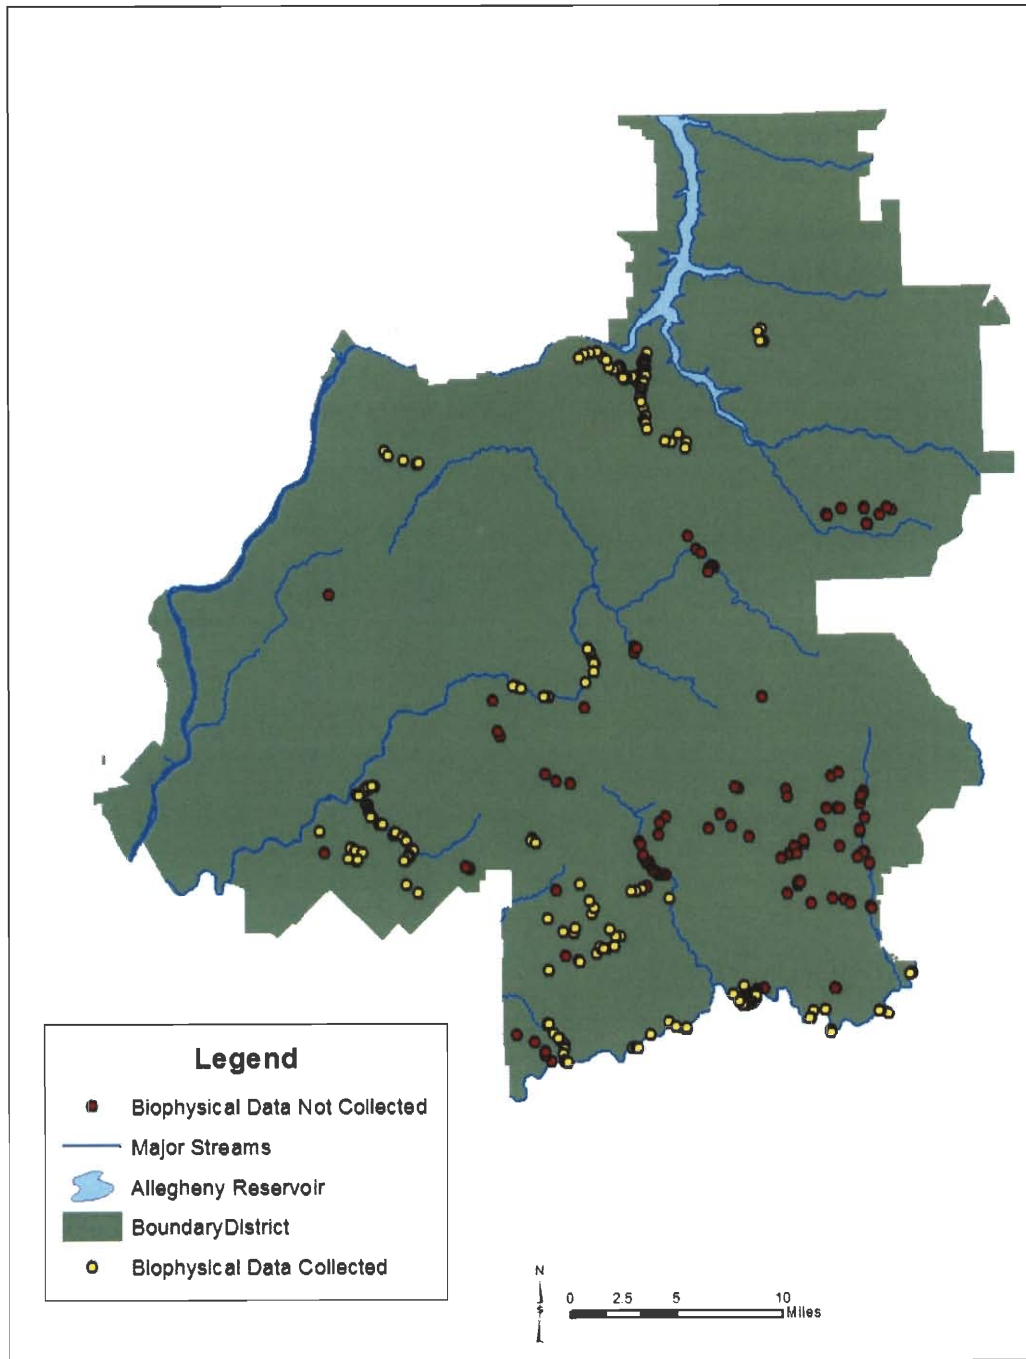 Legend
Biophysical Data Not Collected
Major Streams
Allegheny Reservoir
BoundaryDistrict
Biophysical Data Collected
N
S
0 2.5 5 10
Miles